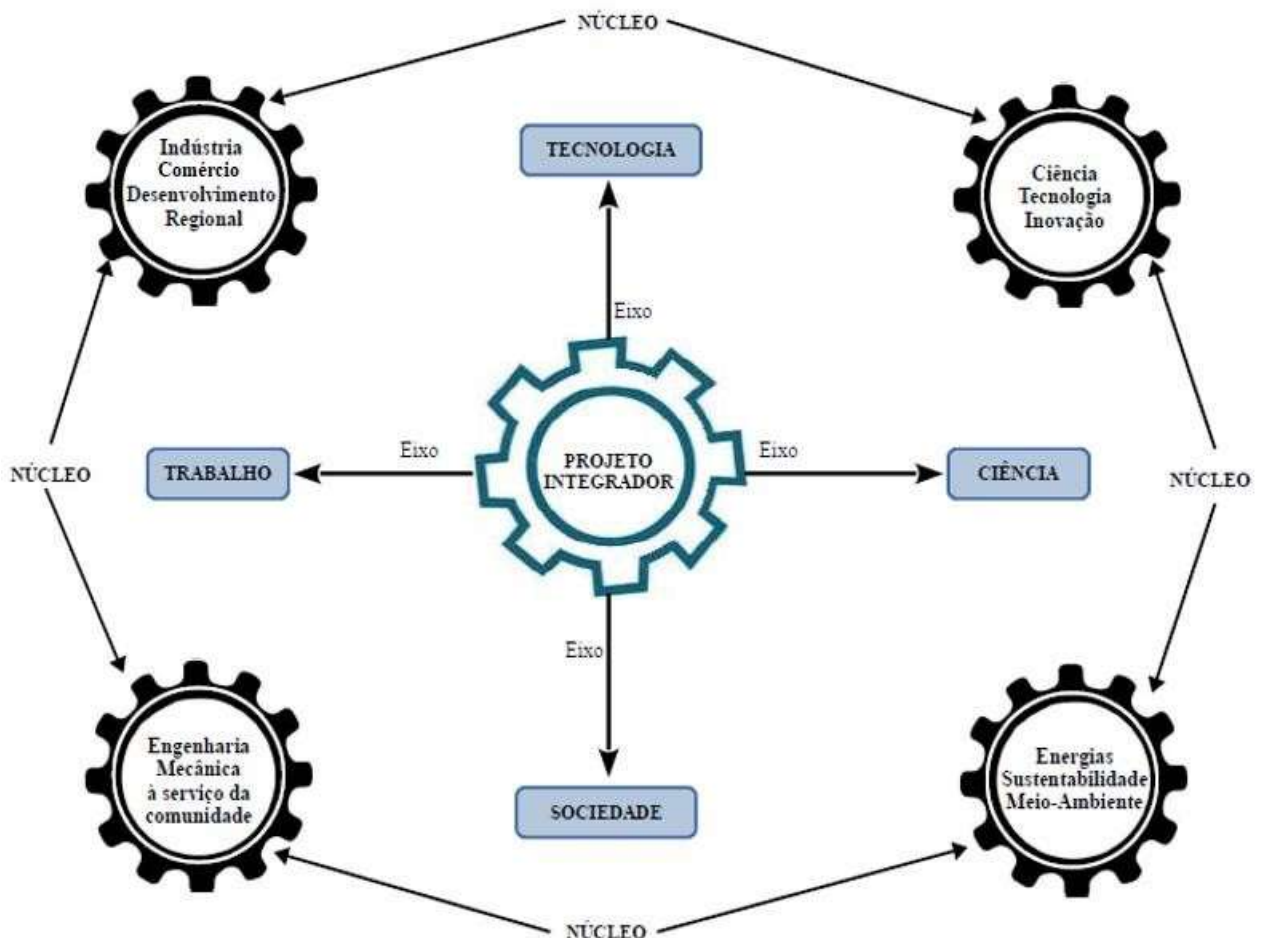 NÚCLEO
Indústria
Comércio
Desenvolvimento
Regional
TECNOLOGIA
Ciência
Tecnologia
Inovação
Eixo
NÚCLEO
TRABALHO
Eixo
PROJETO
INTEGRADOR
Eixo
CIÊNCIA
NÚCLEO
Eixo
Engenharia
Mecânica
à serviço da
comunidade
SOCIEDADE
Energias
Sustentabilidade
Meio-Ambiente
NÚCLEO